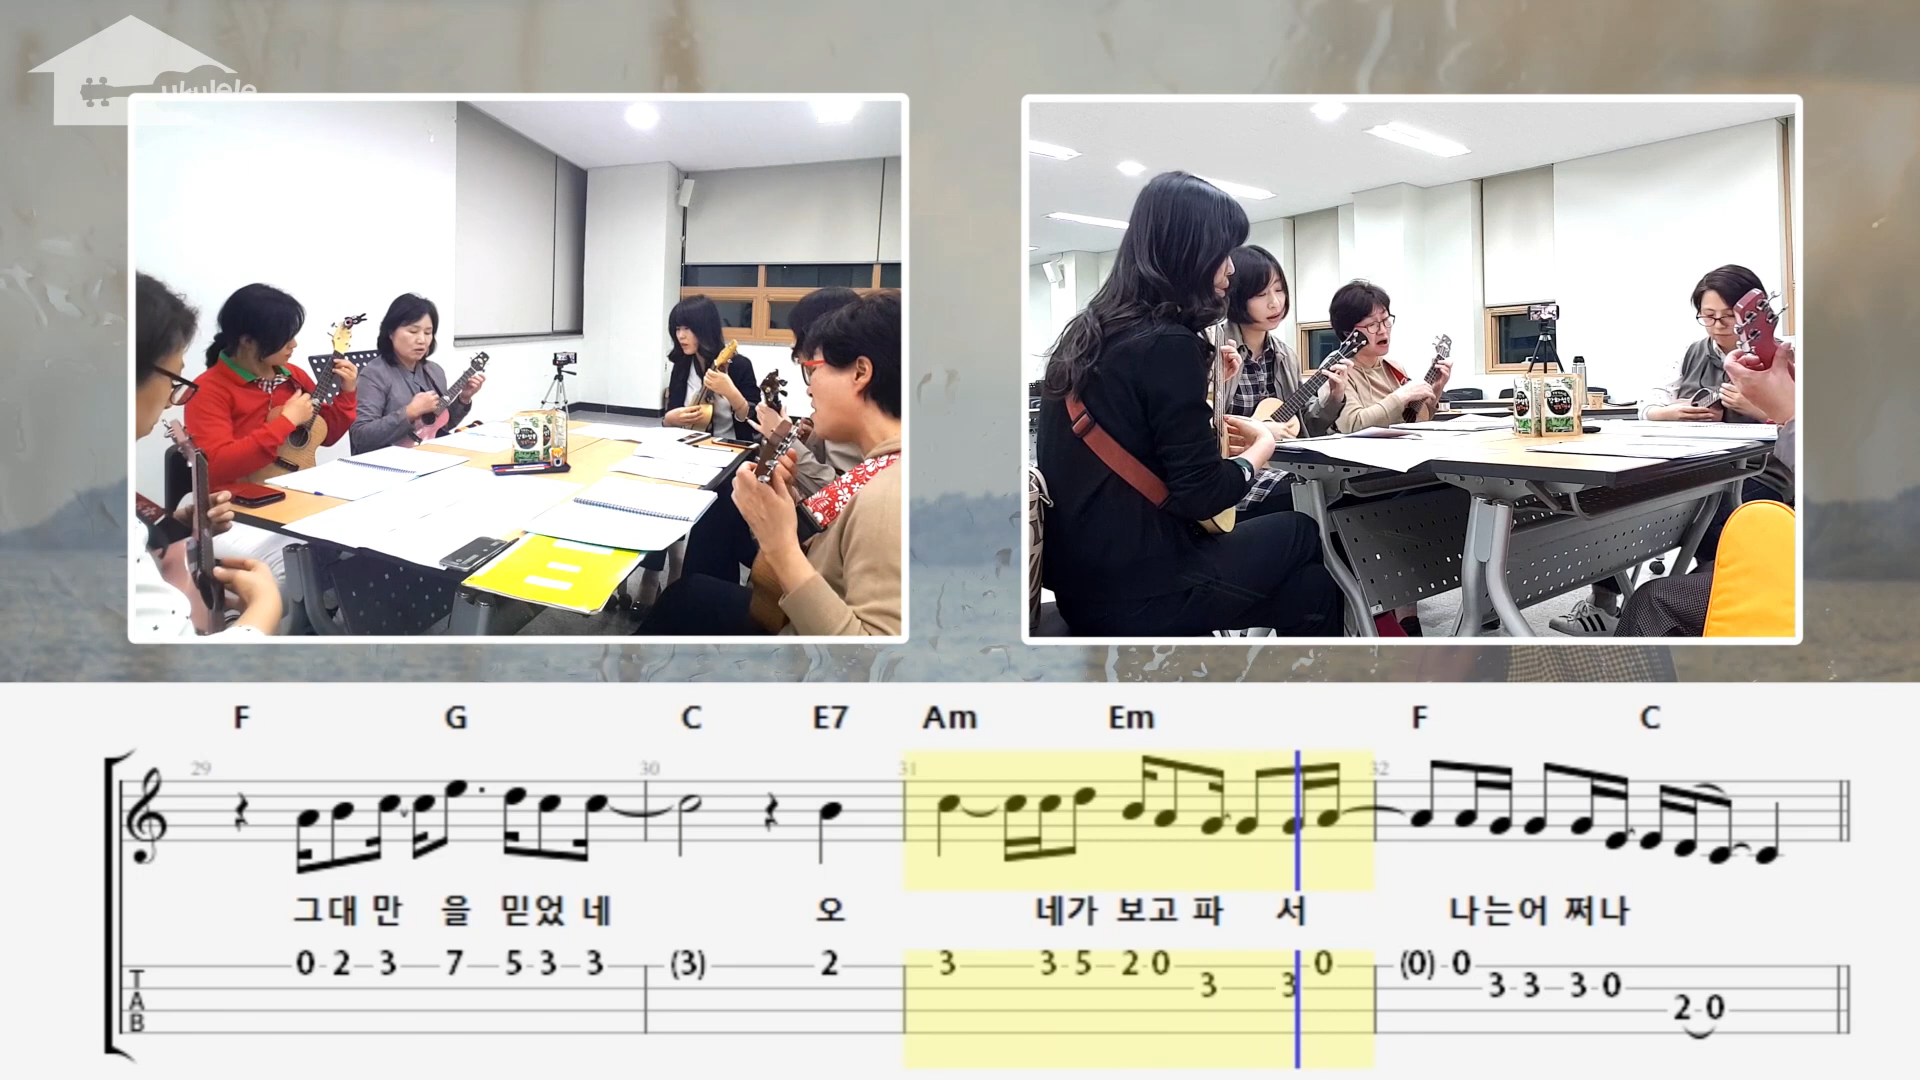 ukulele
F G C E7 Am Em F C
29 30 31 32
그대 만 을 믿었 네 오 네가 보고 파 서 나는어 쩌나
0 2 3 7 5 3 3 (3) 2 3 3 5 2 0 0 (0) 0
3 3 3 3 3 0
2 0
TAB